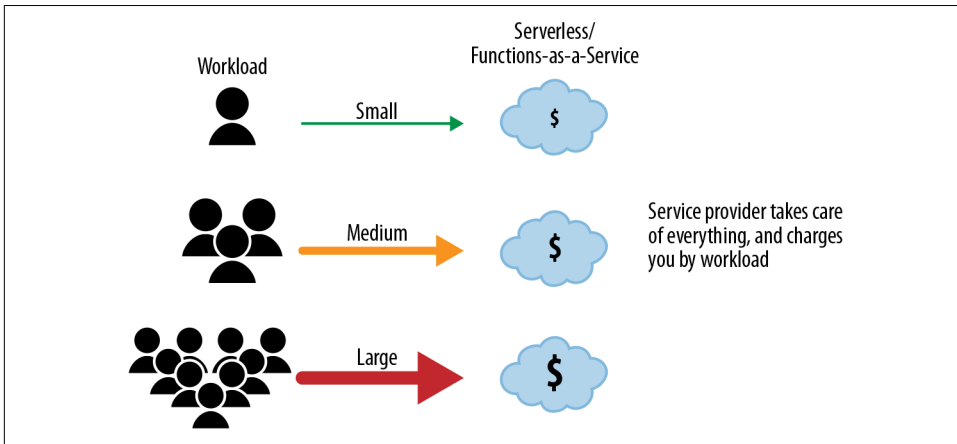 Workload
Serverless/
Functions-as-a-Service
Small
$
Medium
$
Service provider takes care
of everything, and charges
you by workload
Large
$